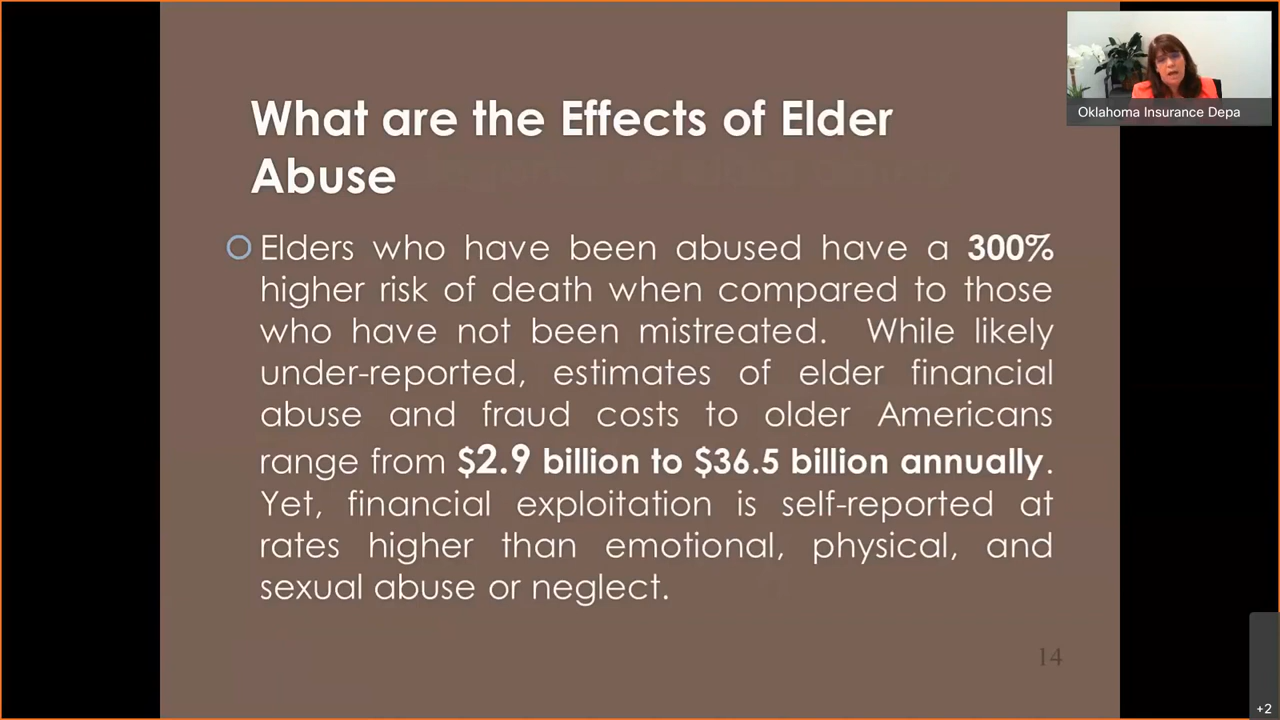 What are the Effects of Elder
Abuse
Elders who have been abused have a 300%
higher risk of death when compared to those
who have not been mistreated. While likely
under-reported, estimates of elder financial
abuse and fraud costs to older Americans
range from $2.9 billion to $36.5 billion annually.
Yet, financial exploitation is self-reported at
rates higher than emotional, physical, and
sexual abuse or neglect.
14
Oklahoma Insurance Depa
+2